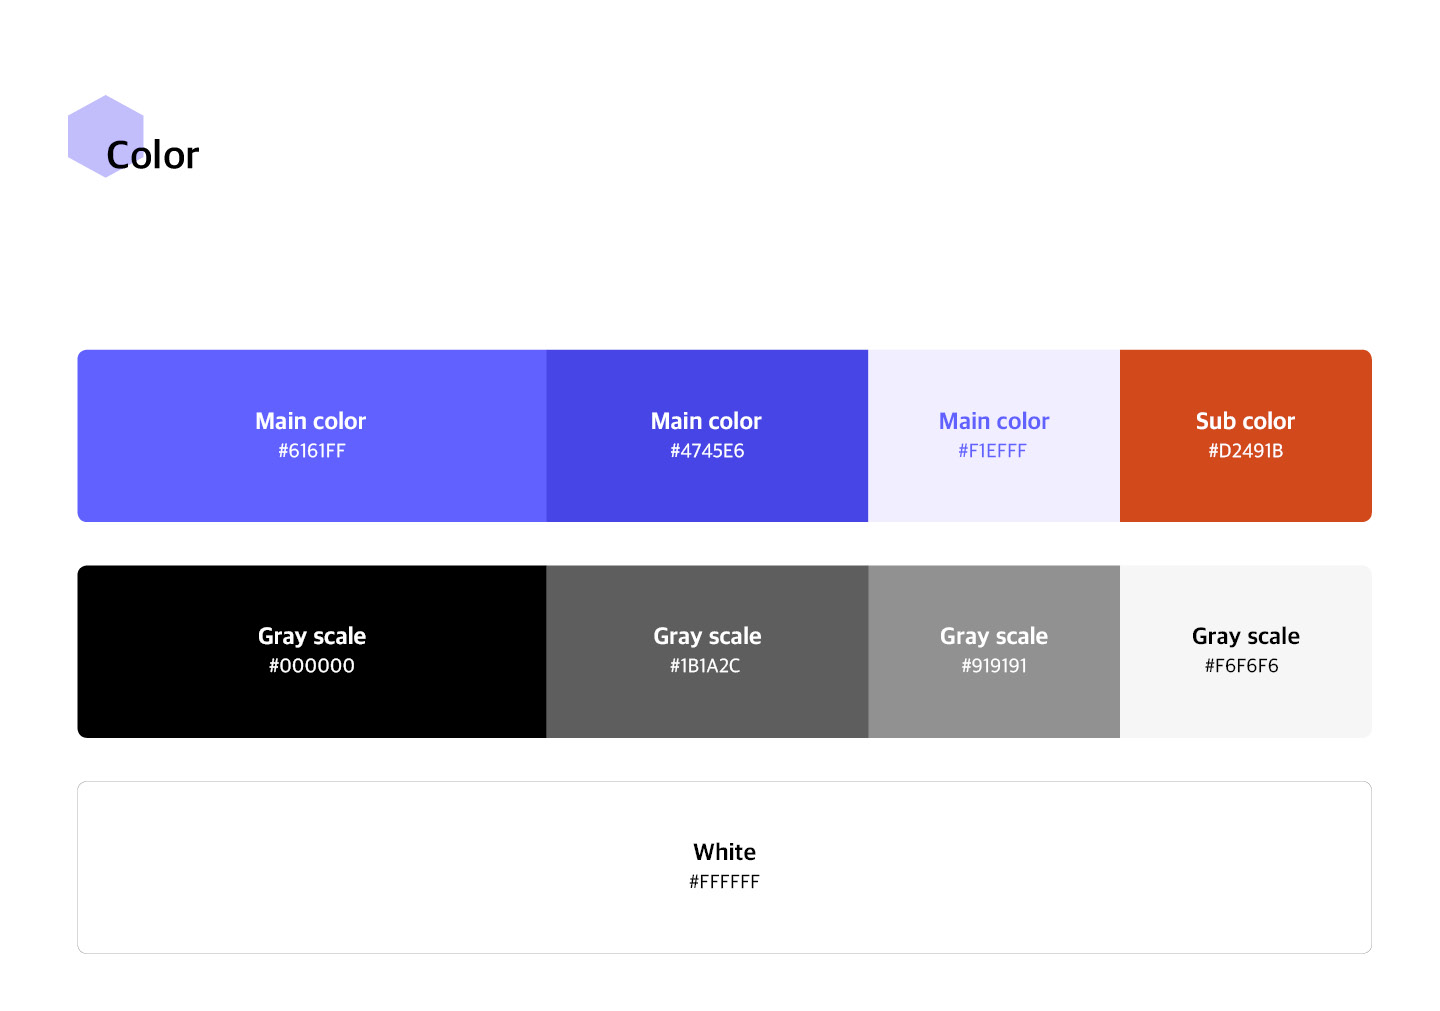 Color
Main color
#6161FF
Main color
#4745E6
Main color
#F1EFFF
Sub color
#D2491B
Gray scale
#000000
Gray scale
#1B1A2C
Gray scale
#919191
Gray scale
#F6F6F6
White
#FFFFFF